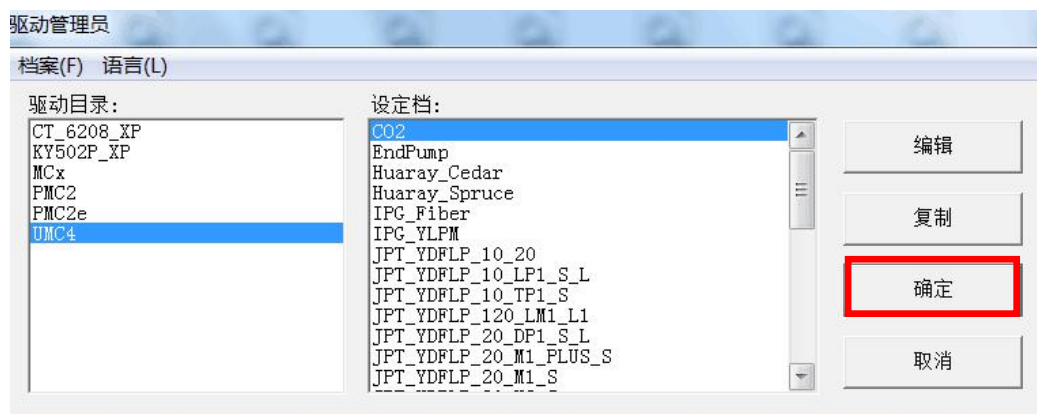 驱动管理员
档案(F) 语言(L)
驱动目录:
CT_6208_XP
KY502P_XP
MCx
PMC2
PMC2e
UMC4
设定档:
CO2
EndPump
Huaray_Cedar
Huaray_Spruce
IPG_Fiber
IPG_YLPM
JPT_YDFLP_10_20
JPT_YDFLP_10_LP1_S_L
JPT_YDFLP_10_TP1_S
JPT_YDFLP_120_LM1_L1
JPT_YDFLP_20_DP1_S_L
JPT_YDFLP_20_M1_PLUS_S
JPT_YDFLP_20_M1_S
编辑
复制
确定
取消